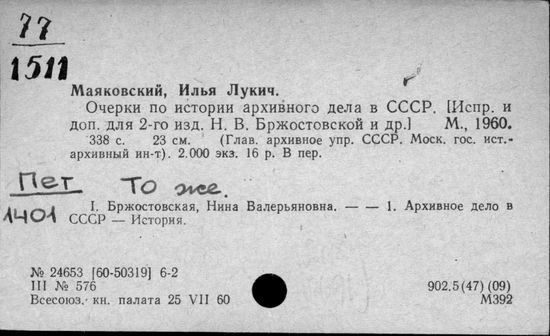 77
1511
Маяковский, Илья Лукич.
Очерки по истории архивного дела в СССР. [Испр. и
доп. для 2-го изд. Н. В. Бржостовской и др.] М., 1960.
338 с. 23 см. (Глав. архивное упр. СССР. Моск. гос. ист.-
архивный ин-т). 2.000 экз. 16 р. В пер.
Пет То же.
1401
I. Бржостовская, Нина Валерьяновна. — — 1. Архивное дело в
СССР — История.
№ 24653 [60-50319] 6-2
III № 576
902.5(47)(09)
Всесоюз. кн. палата 25 VII 60
М392